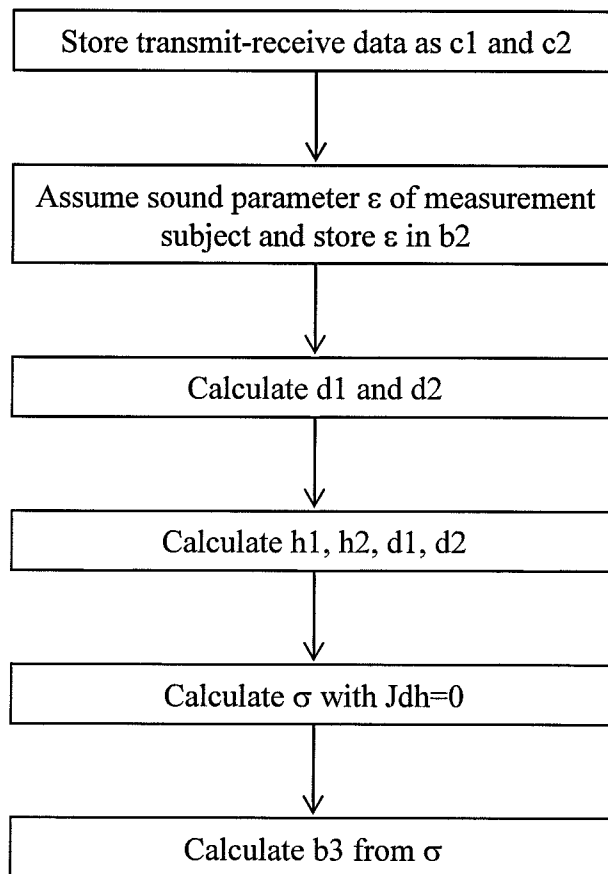 Store transmit-receive data as c1 and c2
Assume sound parameter ε of measurement
subject and store ε in b2
Calculate d1 and d2
Calculate h1, h2, d1, d2
Calculate σ with Jdh=0
Calculate b3 from σ